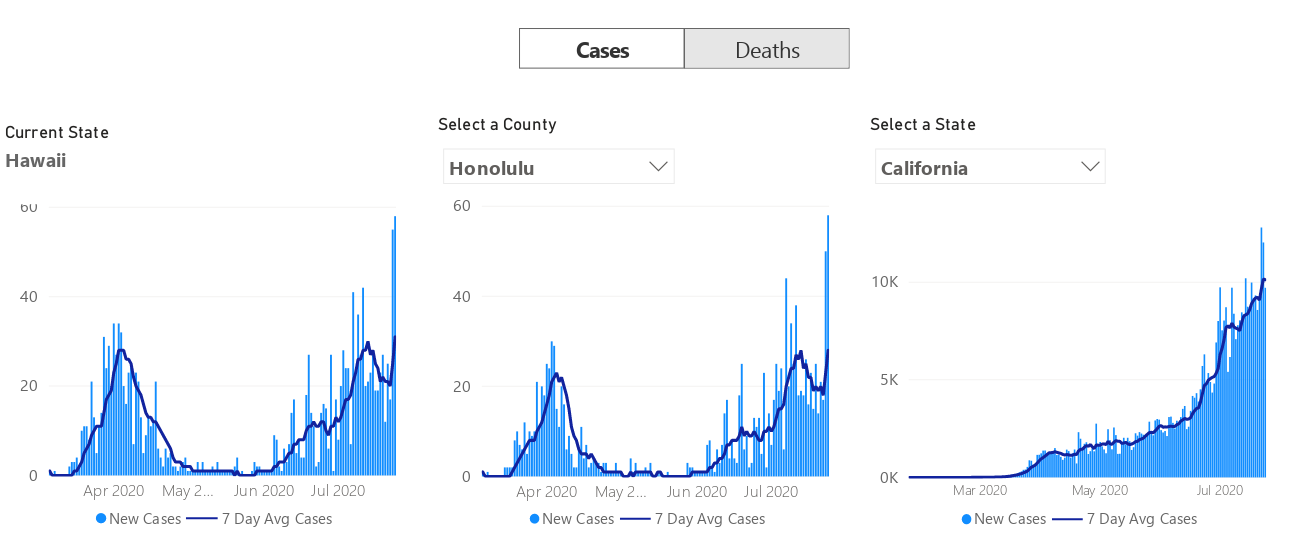 Cases Deaths
Current State
Hawaii
Select a County
Honolulu
Select a State
California
60
40
20
0
Apr 2020 May 2... Jun 2020 Jul 2020
New Cases 7 Day Avg Cases
60
40
20
0
Apr 2020 May 2... Jun 2020 Jul 2020
New Cases 7 Day Avg Cases
10K
5K
0K
Mar 2020 May 2020 Jul 2020
New Cases 7 Day Avg Cases